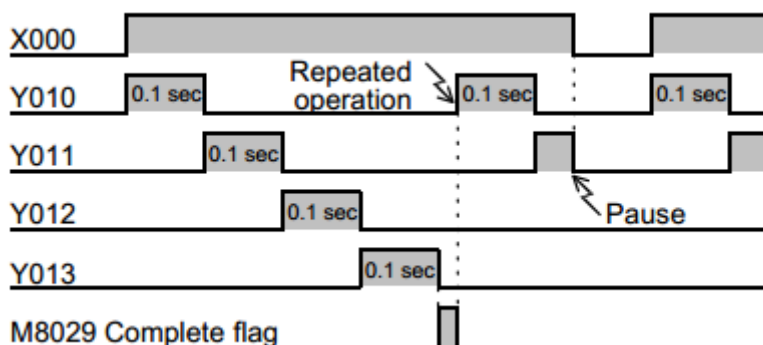 X000
Repeated
operation
Y010
0.1 sec
0.1 sec
0.1 sec
Y011
0.1 sec
Y012
0.1 sec
Pause
Y013
0.1 sec
M8029 Complete flag